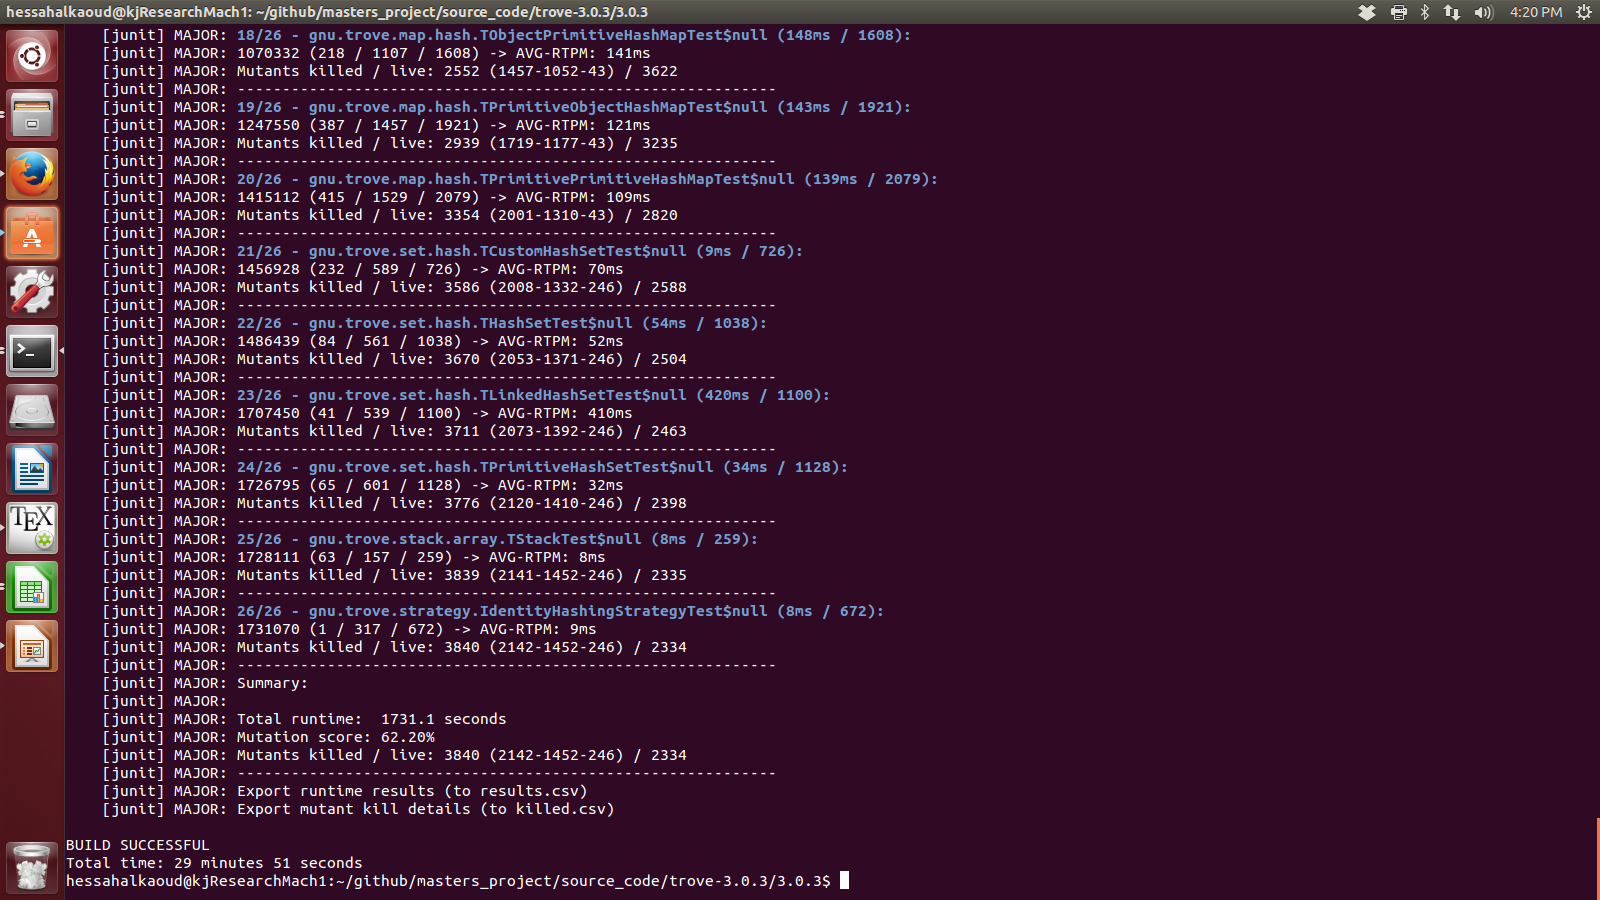 hessahalkaoud@kjResearchMach1: ~/github/masters_project/source_code/trove-3.0.3/3.0.3
4:20 PM
[junit] MAJOR: 18/26 - gnu.trove.map.hash.TObjectPrimitiveHashMapTest$null (148ms / 1608):
[junit] MAJOR: 1070332 (218 / 1107 / 1608) -> AVG-RTPM: 141ms
[junit] MAJOR: Mutants killed / live: 2552 (1457-1052-43) / 3622
[junit] MAJOR: ------------------------------------------------------------
[junit] MAJOR: 19/26 - gnu.trove.map.hash.TPrimitiveObjectHashMapTest$null (143ms / 1921):
[junit] MAJOR: 1247550 (387 / 1457 / 1921) -> AVG-RTPM: 121ms
[junit] MAJOR: Mutants killed / live: 2939 (1719-1177-43) / 3235
[junit] MAJOR: ------------------------------------------------------------
[junit] MAJOR: 20/26 - gnu.trove.map.hash.TPrimitivePrimitiveHashMapTest$null (139ms / 2079):
[junit] MAJOR: 1415112 (415 / 1529 / 2079) -> AVG-RTPM: 109ms
[junit] MAJOR: Mutants killed / live: 3354 (2001-1310-43) / 2820
[junit] MAJOR: ------------------------------------------------------------
[junit] MAJOR: 21/26 - gnu.trove.set.hash.TCustomHashSetTest$null (9ms / 726):
[junit] MAJOR: 1456928 (232 / 589 / 726) -> AVG-RTPM: 70ms
[junit] MAJOR: Mutants killed / live: 3586 (2008-1332-246) / 2588
[junit] MAJOR: ------------------------------------------------------------
[junit] MAJOR: 22/26 - gnu.trove.set.hash.THashSetTest$null (54ms / 1038):
[junit] MAJOR: 1486439 (84 / 561 / 1038) -> AVG-RTPM: 52ms
[junit] MAJOR: Mutants killed / live: 3670 (2053-1371-246) / 2504
[junit] MAJOR: ------------------------------------------------------------
[junit] MAJOR: 23/26 - gnu.trove.set.hash.TLinkedHashSetTest$null (420ms / 1100):
[junit] MAJOR: 1707450 (41 / 539 / 1100) -> AVG-RTPM: 410ms
[junit] MAJOR: Mutants killed / live: 3711 (2073-1392-246) / 2463
[junit] MAJOR: ------------------------------------------------------------
[junit] MAJOR: 24/26 - gnu.trove.set.hash.TPrimitiveHashSetTest$null (34ms / 1128):
[junit] MAJOR: 1726795 (65 / 601 / 1128) -> AVG-RTPM: 32ms
[junit] MAJOR: Mutants killed / live: 3776 (2120-1410-246) / 2398
[junit] MAJOR: ------------------------------------------------------------
[junit] MAJOR: 25/26 - gnu.trove.stack.array.TStackTest$null (8ms / 259):
[junit] MAJOR: 1728111 (63 / 157 / 259) -> AVG-RTPM: 8ms
[junit] MAJOR: Mutants killed / live: 3839 (2141-1452-246) / 2335
[junit] MAJOR: ------------------------------------------------------------
[junit] MAJOR: 26/26 - gnu.trove.strategy.IdentityHashingStrategyTest$null (8ms / 672):
[junit] MAJOR: 1731070 (1 / 317 / 672) -> AVG-RTPM: 9ms
[junit] MAJOR: Mutants killed / live: 3840 (2142-1452-246) / 2334
[junit] MAJOR: ------------------------------------------------------------
[junit] MAJOR: Summary:
[junit] MAJOR:
[junit] MAJOR: Total runtime:  1731.1 seconds
[junit] MAJOR: Mutation score: 62.20%
[junit] MAJOR: Mutants killed / live: 3840 (2142-1452-246) / 2334
[junit] MAJOR: ------------------------------------------------------------
[junit] MAJOR: Export runtime results (to results.csv)
[junit] MAJOR: Export mutant kill details (to killed.csv)
BUILD SUCCESSFUL
Total time: 29 minutes 51 seconds
hessahalkaoud@kjResearchMach1:~/github/masters_project/source_code/trove-3.0.3/3.0.3$
TEX